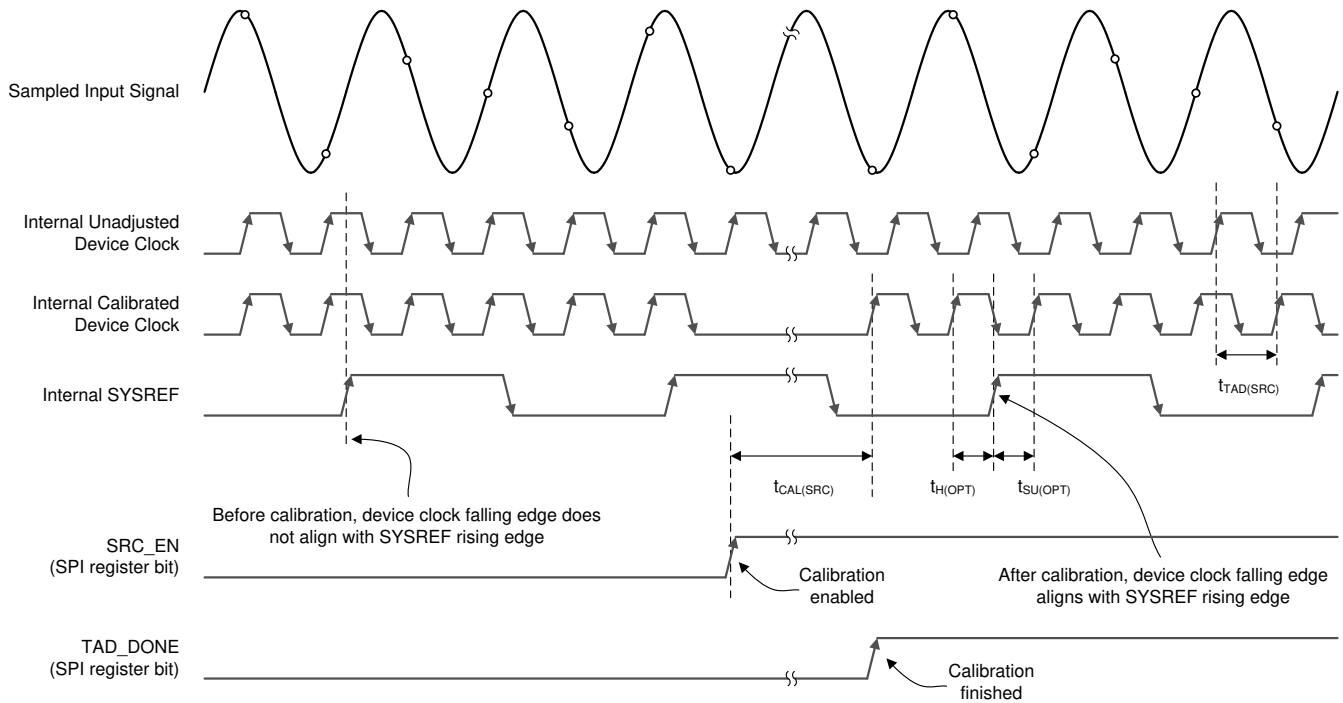 Sampled Input Signal
Internal Unadjusted
Device Clock
Internal Calibrated
Device Clock
Internal SYSREF
tTAD(SRC)
tCAL(SRC)
tH(OPT)
tSU(OPT)
Before calibration, device clock falling edge does
not align with SYSREF rising edge
SRC_EN
(SPI register bit)
Calibration
enabled
After calibration, device clock falling edge
aligns with SYSREF rising edge
TAD_DONE
(SPI register bit)
Calibration
finished